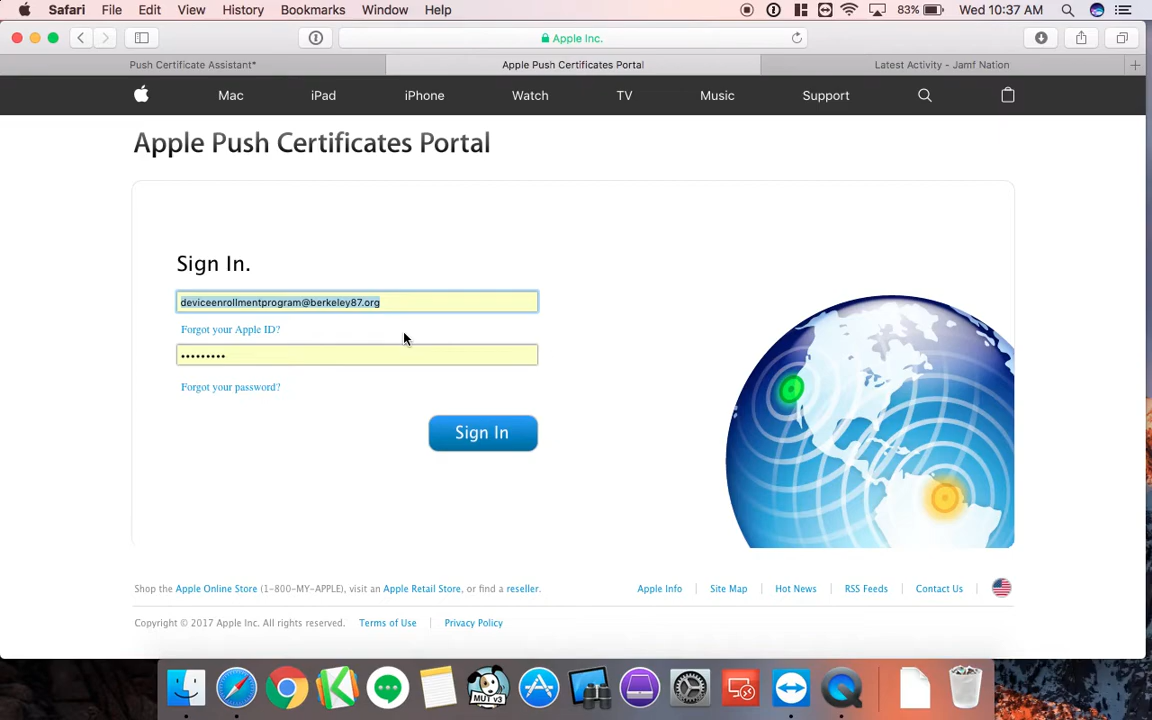 Safari File Edit View History Bookmarks Window Help 83% Wed 10:37 AM
Apple Inc.
Push Certificate Assistant* Apple Push Certificates Portal Latest Activity - Jamf Nation
Mac iPad iPhone Watch TV Music Support
Apple Push Certificates Portal
Sign In.
deviceenrollmentprogram@berkeley87.org
Forgot your Apple ID?
•••••••••
Forgot your password?
Sign In
Shop the Apple Online Store (1-800-MY-APPLE), visit an Apple Retail Store, or find a reseller. Apple Info Site Map Hot News RSS Feeds Contact Us
Copyright © 2017 Apple Inc. All rights reserved. Terms of Use Privacy Policy
MUT v3